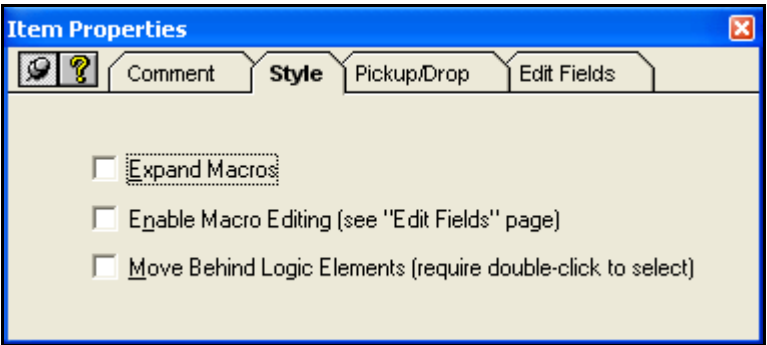 Item Properties
? Comment Style Pickup/Drop Edit Fields
Expand Macros
Enable Macro Editing (see "Edit Fields" page)
Move Behind Logic Elements (require double-click to select)